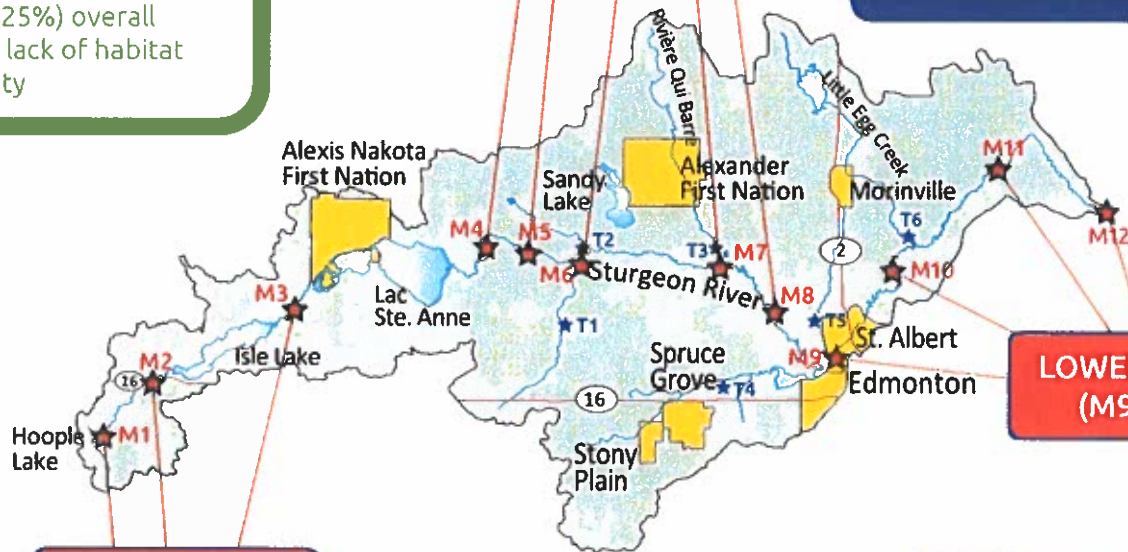 25%) overall
lack of habitat
ty
Rivière Qui Barre
Little Egg Creek
Alexis Nakota
First Nation
Sandy
Lake
Alexander
First Nation
Morinville
M11
M12
M4
M5
T2
T3
M7
T6
2
M6
Sturgeon River
M10
M3
Lac
Ste. Anne
M8
T1
T5
St. Albert
M2
Isle Lake
Spruce
Grove
M9
16
T4
Edmonton
16
LOWE
(M9
Hoople
Lake
M1
Stony
Plain